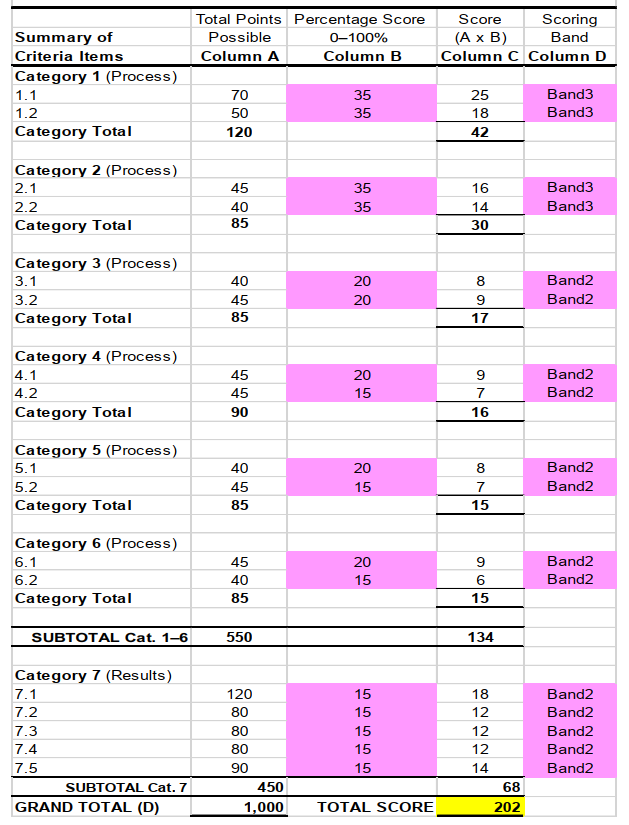 Total Points Percentage Score Score Scoring
Summary of Possible 0–100% (A x B) Band
Criteria Items Column A Column B Column C Column D
Category 1 (Process)
1.1 70 35 25 Band3
1.2 50 35 18 Band3
Category Total 120 42
Category 2 (Process)
2.1 45 35 16 Band3
2.2 40 35 14 Band3
Category Total 85 30
Category 3 (Process)
3.1 40 20 8 Band2
3.2 45 20 9 Band2
Category Total 85 17
Category 4 (Process)
4.1 45 20 9 Band2
4.2 45 15 7 Band2
Category Total 90 16
Category 5 (Process)
5.1 40 20 8 Band2
5.2 45 15 7 Band2
Category Total 85 15
Category 6 (Process)
6.1 45 20 9 Band2
6.2 40 15 6 Band2
Category Total 85 15
SUBTOTAL Cat. 1–6 550 134
Category 7 (Results)
7.1 120 15 18 Band2
7.2 80 15 12 Band2
7.3 80 15 12 Band2
7.4 80 15 12 Band2
7.5 90 15 14 Band2
SUBTOTAL Cat. 7 450 68
GRAND TOTAL (D) 1,000 TOTAL SCORE 202